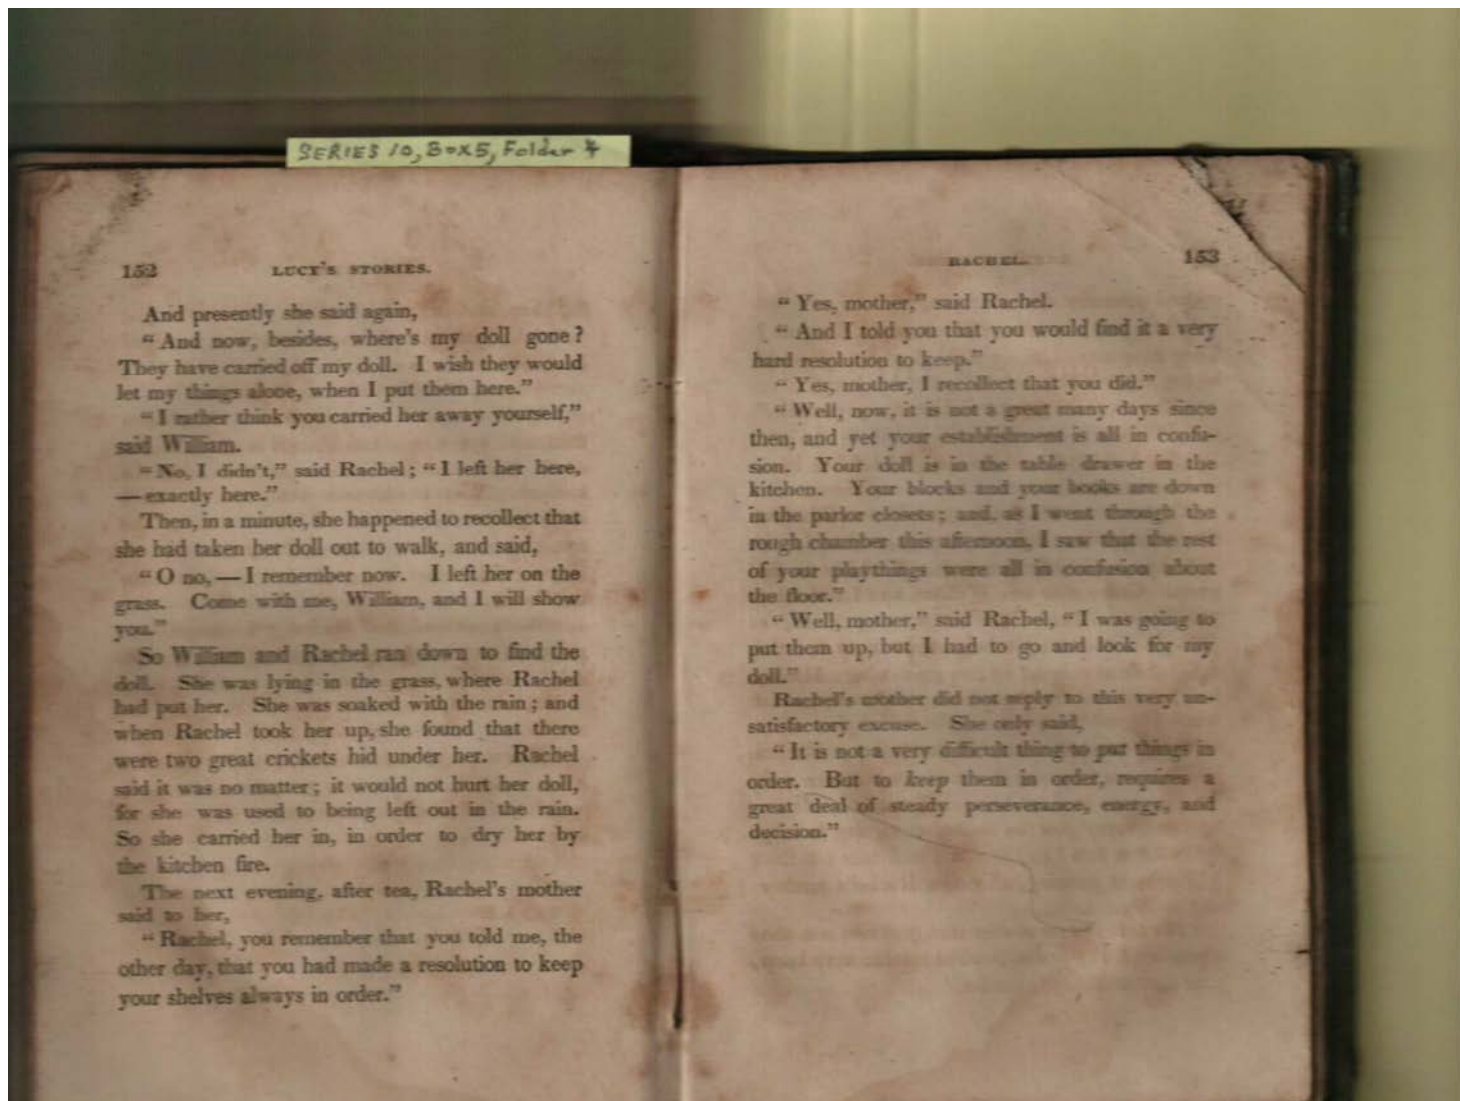 SERIES 10, Box 5, Folder 4
152 LUCY'S STORIES.
And presently she said again,
“And now, besides, where's my doll gone?
They have carried off my doll. I wish they would
let my things alone, when I put them here.”
“I rather think you carried her away yourself,”
said William.
“No, I didn't,” said Rachel; “I left her here,
—exactly here.”
Then, in a minute, she happened to recollect that
she had taken her doll out to walk, and said,
“O no,—I remember now. I left her on the
grass. Come with me, William, and I will show
you.”
So William and Rachel ran down to find the
doll. She was lying in the grass, where Rachel
had put her. She was soaked with the rain; and
when Rachel took her up, she found that there
were two great crickets hid under her. Rachel
said it was no matter; it would not hurt her doll,
for she was used to being left out in the rain.
So she carried her in, in order to dry her by
the kitchen fire.
The next evening, after tea, Rachel's mother
said to her,
“Rachel, you remember that you told me, the
other day, that you had made a resolution to keep
your shelves always in order.”
RACHEL. 153
“Yes, mother,” said Rachel.
“And I told you that you would find it a very
hard resolution to keep.”
“Yes, mother, I recollect that you did.”
“Well, now, it is not a great many days since
then, and yet your establishment is all in confu-
sion. Your doll is in the table drawer in the
kitchen. Your blocks and your books are down
in the parlor closets; and, as I went through the
rough chamber this afternoon, I saw that the rest
of your playthings were all in confusion about
the floor.”
“Well, mother,” said Rachel, “I was going to
put them up, but I had to go and look for my
doll.”
Rachel's mother did not reply to this very un-
satisfactory excuse. She only said,
“It is not a very difficult thing to put things in
order. But to keep them in order, requires a
great deal of steady perseverance, energy, and
decision.”